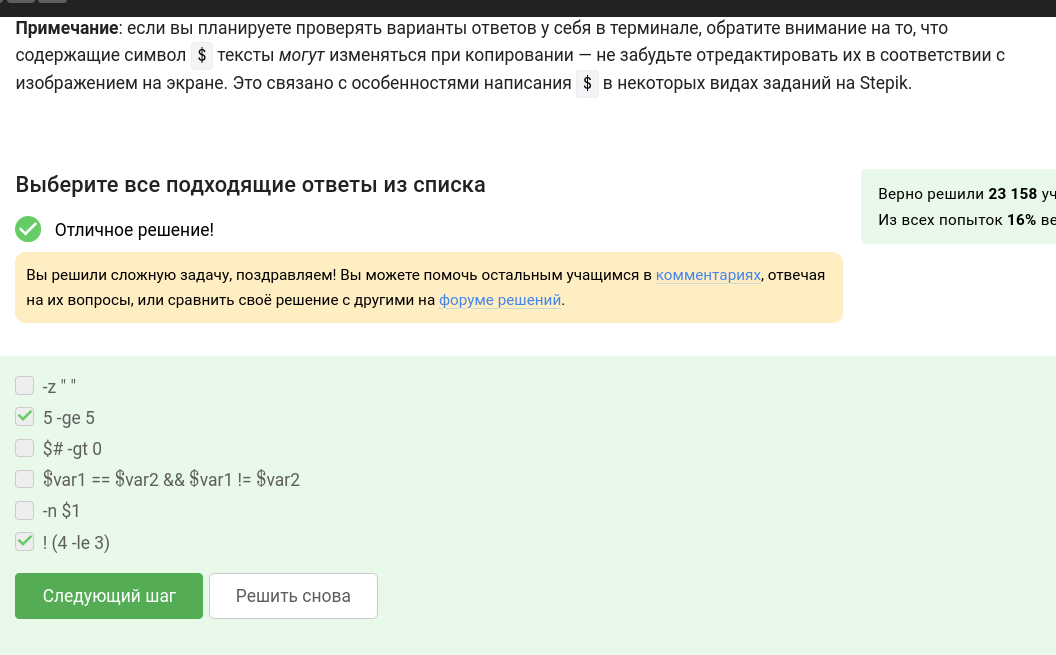 Примечание: если вы планируете проверять варианты ответов у себя в терминале, обратите внимание на то, что
содержащие символ $ тексты могут изменяться при копировании — не забудьте отредактировать их в соответствии с
изображением на экране. Это связано с особенностями написания $ в некоторых видах заданий на Stepik.
Выберите все подходящие ответы из списка
Верно решили 23 158 уч
Из всех попыток 16% ве
Отличное решение!
Вы решили сложную задачу, поздравляем! Вы можете помочь остальным учащимся в комментариях, отвечая
на их вопросы, или сравнить своё решение с другими на форуме решений.
-z " "
5 -ge 5
$# -gt 0
$var1 == $var2 && $var1 != $var2
-n $1
! (4 -le 3)
Следующий шаг
Решить снова